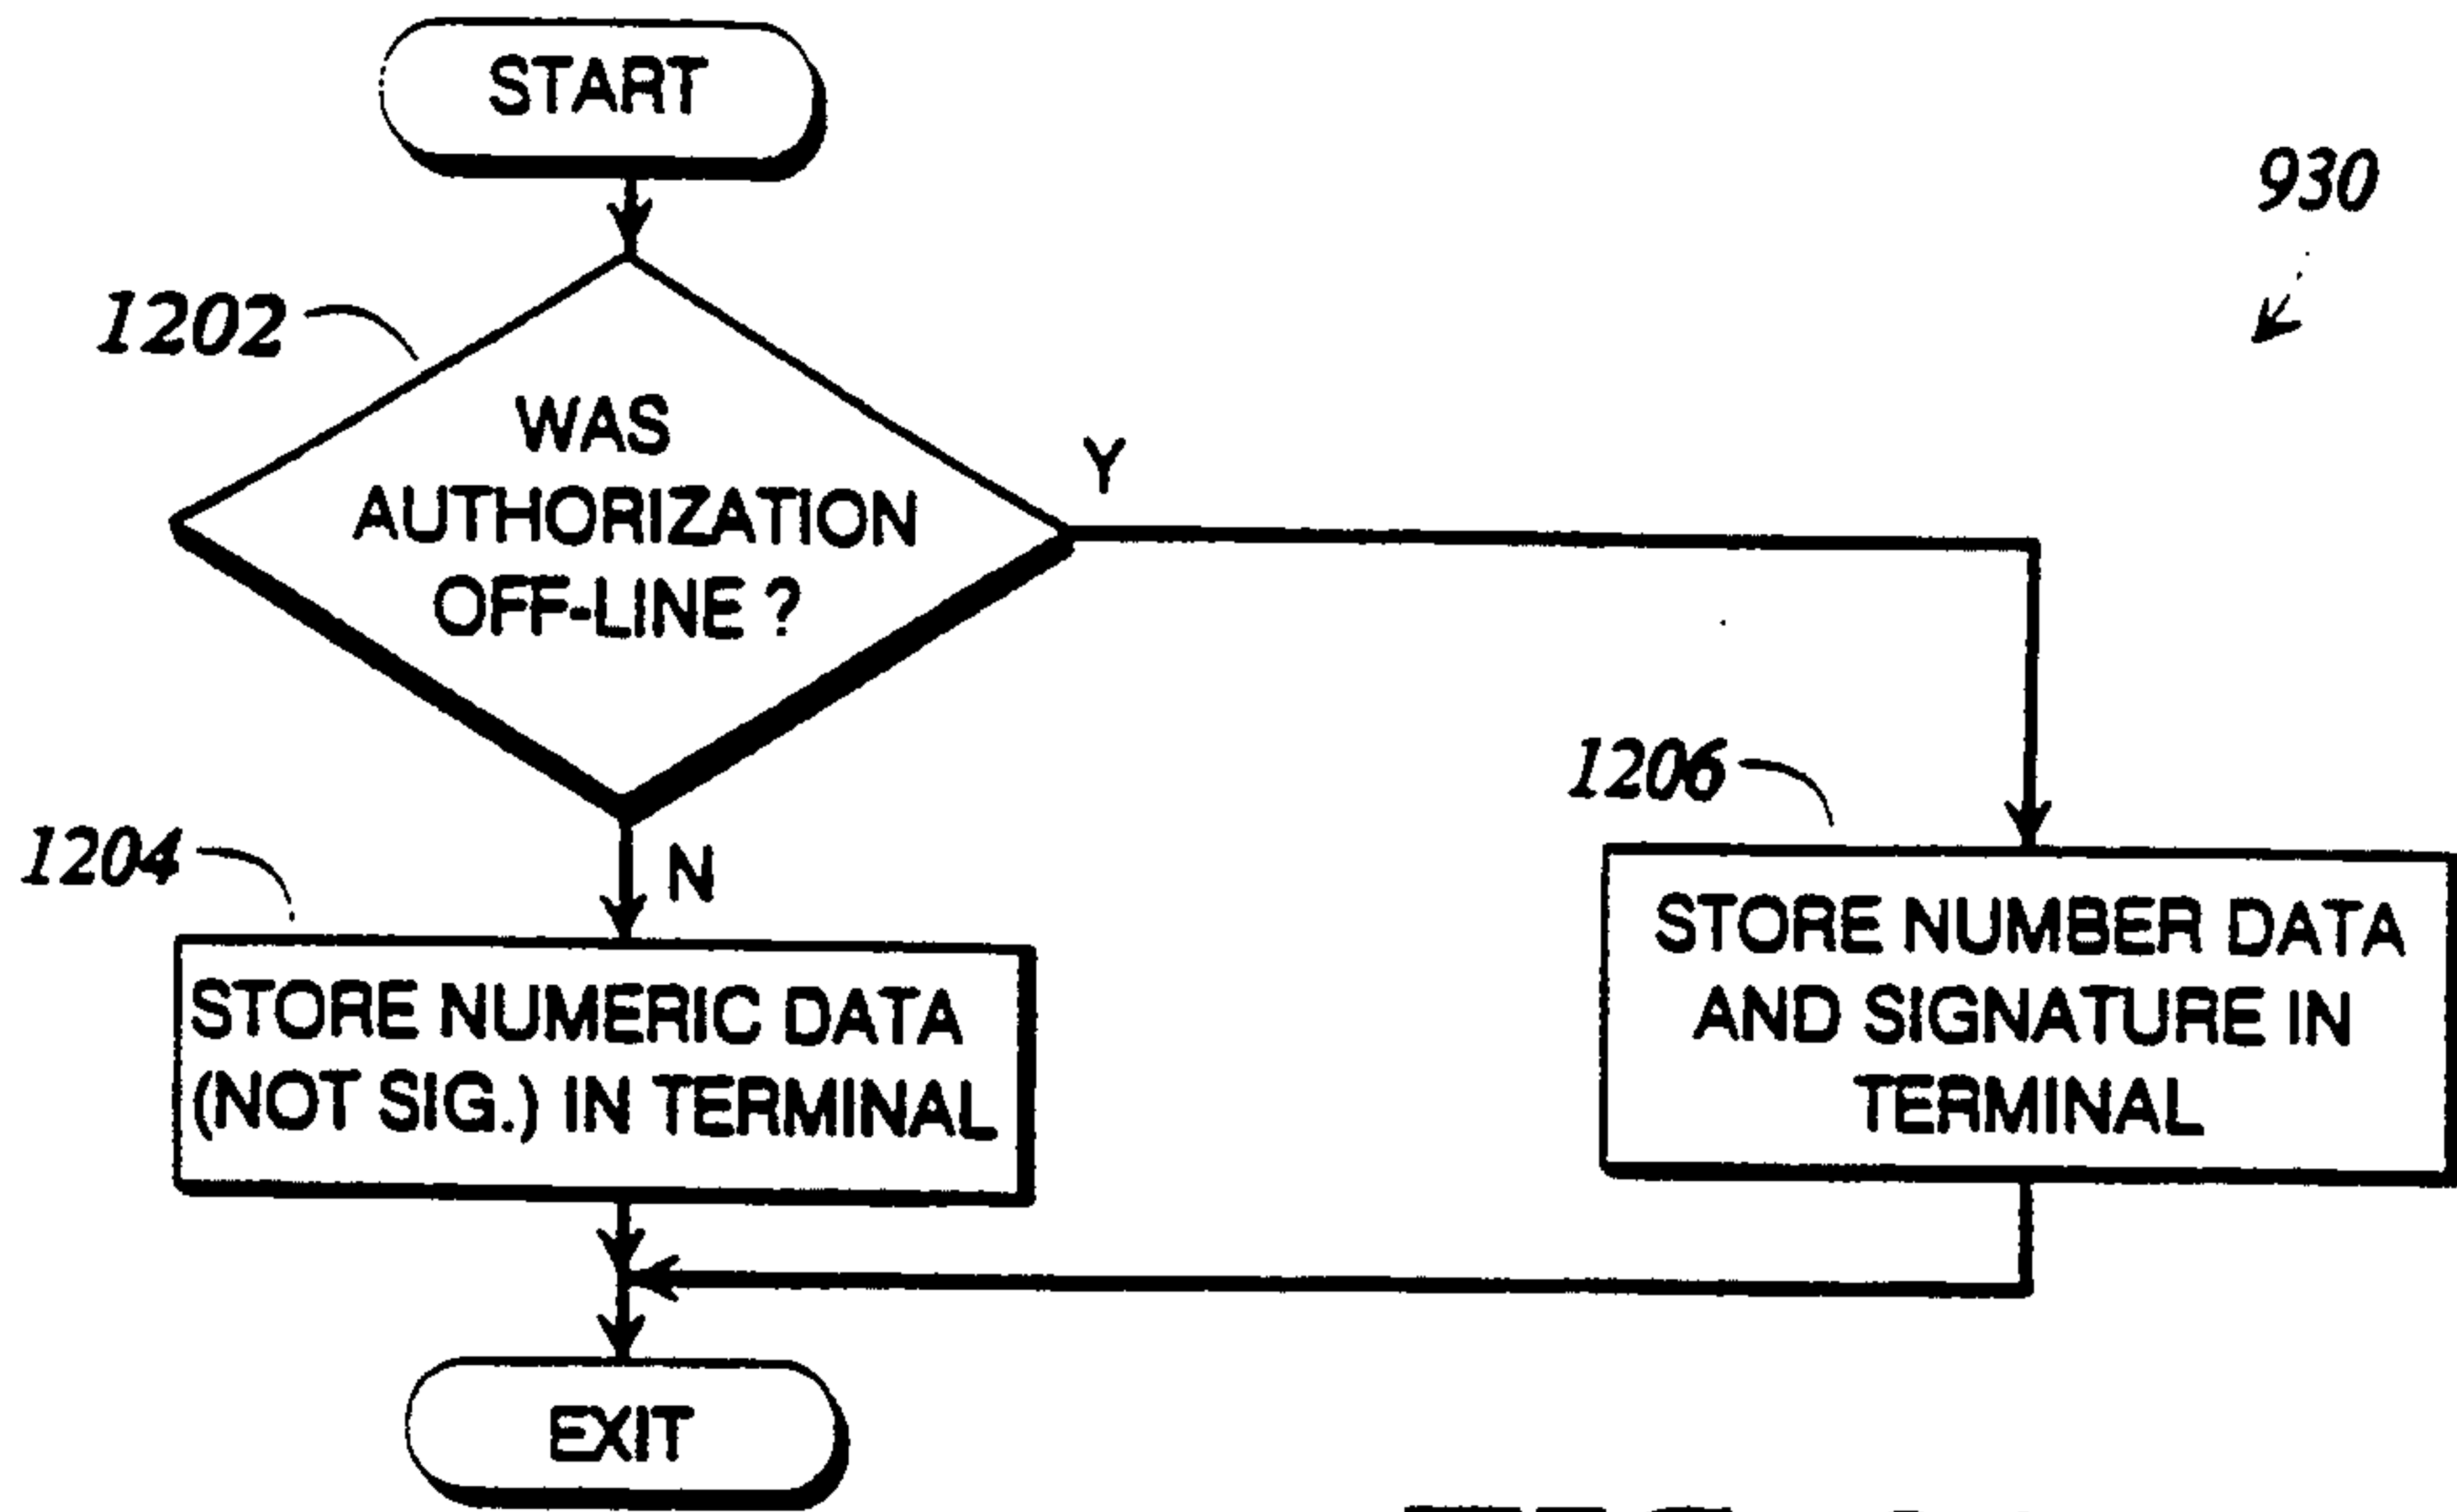 START
930
1202
WAS
AUTHORIZATION
OFF-LINE ?
Y
1206
1204
N
STORE NUMBER DATA
AND SIGNATURE IN
TERMINAL
STORE NUMERIC DATA
(NOT SIG.) IN TERMINAL
EXIT